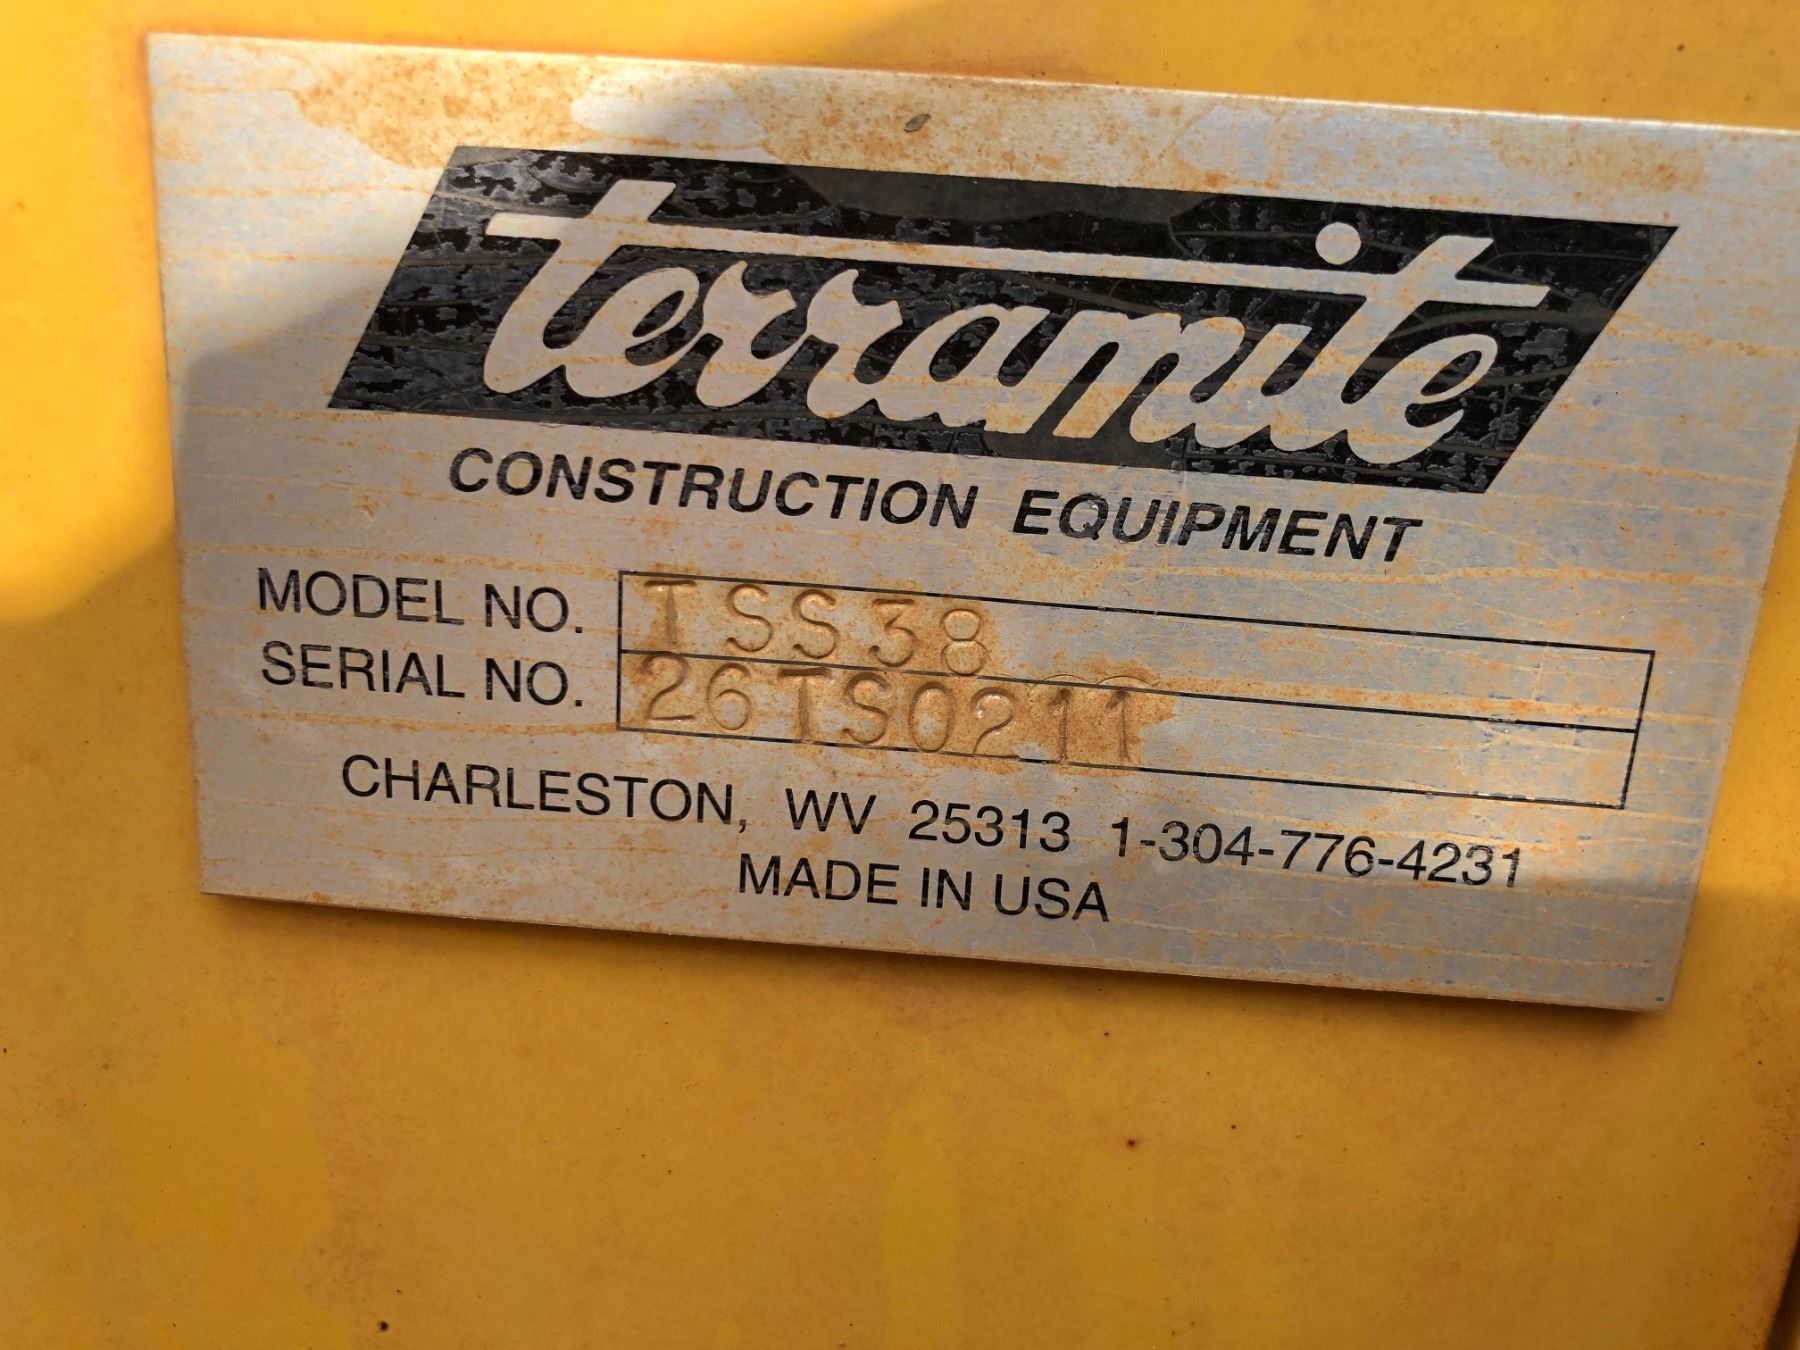 terramite
CONSTRUCTION EQUIPMENT
MODEL NO. TSS38
SERIAL NO. 26TS0211
CHARLESTON, WV 25313 1-304-776-4231
MADE IN USA